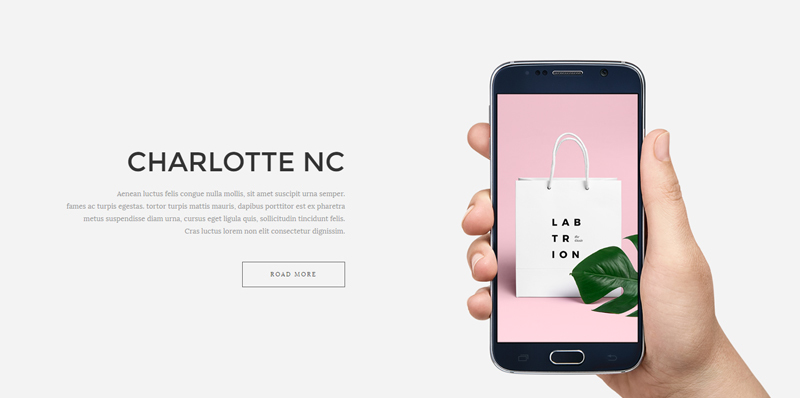 CHARLOTTE NC
Aenean luctus felis congue nulla mollis, sit amet suscipit urna semper.
fames ac turpis egestas. tortor turpis mattis mauris, dapibus porttitor est ex pharetra
metus suspendisse diam urna, cursus eget ligula quis, sollicitudin tincidunt felis.
Cras luctus lorem non elit consectetur dignissim.
ROAD MORE
LAB
TR
ION